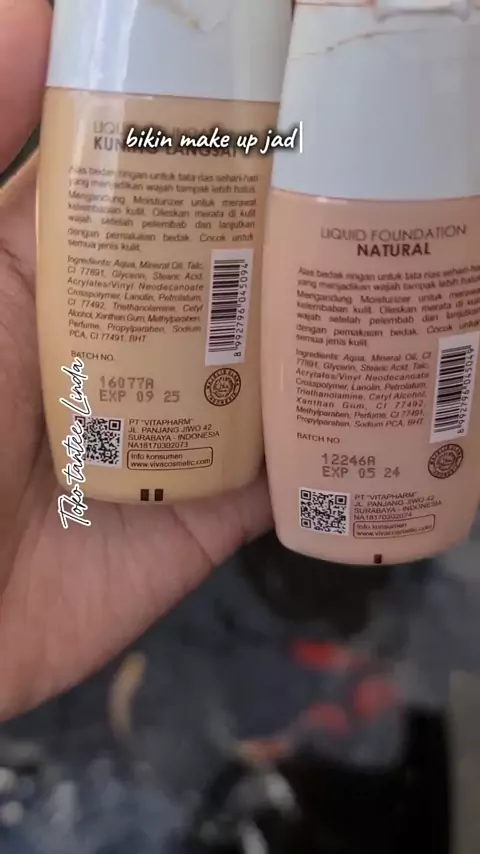 bikin make up jad
Toko tantee Linda
LIQUID
KUNING LANGSAT
Alas bedak ringan untuk tata rias sehari-hari
yang menjadikan wajah tampak lebih halus.
Mengandung Moisturizer untuk merawat
kelembaban kulit. Oleskan merata di kulit
wajah setelah pelembab dan lanjutkan
dengan pemakaian bedak. Cocok untuk
semua jenis kulit.
Ingredients: Aqua, Mineral Oil, Talc,
CI 77891, Glycerin, Stearic Acid,
Acrylates/Vinyl Neodecanoate
Crosspolymer, Lanolin, Petrolatum,
CI 77492, Triethanolamine, Cetyl
Alcohol, Xanthan Gum, Methylparaben,
Perfume, Propylparaben, Sodium
PCA, CI 77491, BHT
8 992796 045094
BATCH NO.
16077A
EXP 09 25
PT "VITAPHARM"
JL. PANJANG JIWO 42
SURABAYA - INDONESIA
NA18170302073
Info konsumen
www.vivacosmetic.com
LIQUID FOUNDATION
NATURAL
Alas bedak ringan untuk tata rias sehari-
yang menjadikan wajah tampak lebih halus.
Mengandung Moisturizer untuk merawat
kelembaban kulit. Oleskan merata di kulit
wajah setelah pelembab dan lanjutkan
dengan pemakaian bedak. Cocok untuk
semua jenis kulit.
Ingredients: Aqua, Mineral Oil, CI
77891, Glycerin, Stearic Acid, Talc,
Acrylates/Vinyl Neodecanoate
Crosspolymer, Lanolin, Petrolatum,
Triethanolamine, Cetyl Alcohol,
Xanthan Gum, CI 77492,
Methylparaben, Perfume, CI 77491,
Propylparaben, Sodium PCA, BHT
8 992796 045049
BATCH NO.
12246A
EXP 05 24
PT "VITAPHARM"
JL. PANJANG JIWO 42
SURABAYA - INDONESIA
NA18170302074
Info konsumen
www.vivacosmetic.com